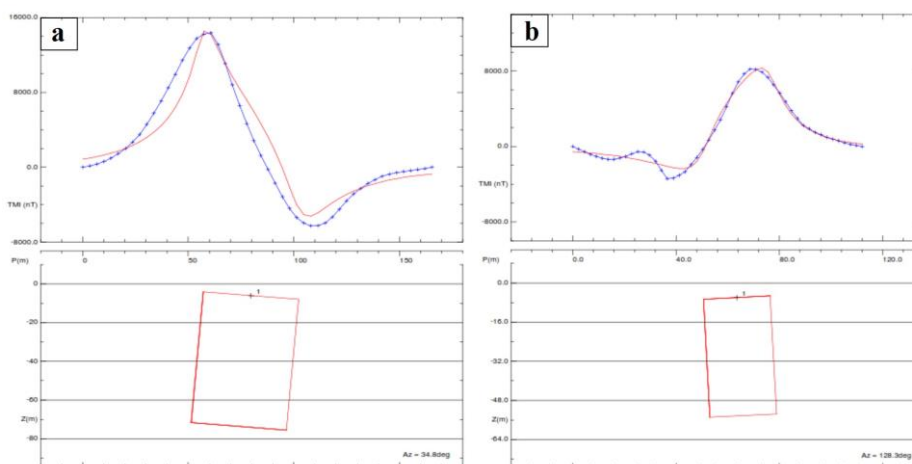 a
16000.0
8000.0
0.0
TMI (nT)
-8000.0
P(m)
0
50
100
150
0
1
-20
-40
-60
Z(m)
-80
Az = 34.8deg
b
8000.0
0.0
TMI (nT)
-8000.0
P(m)
0.0
40.0
80.0
120.0
0.0
1
-16.0
-32.0
-48.0
Z(m)
-64.0
Az = 128.3deg